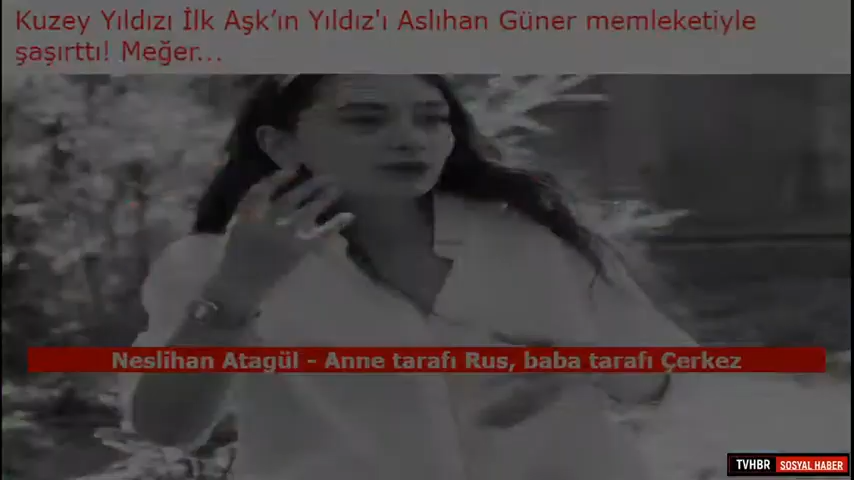 Kuzey Yıldızı İlk Aşk’ın Yıldız'ı Aslıhan Güner memleketiyle
şaşırttı! Meğer...
Neslihan Atagül - Anne tarafı Rus, baba tarafı Çerkez
TVHBR SOSYAL HABER